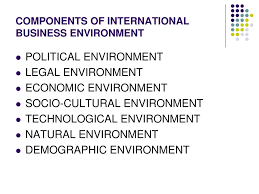 COMPONENTS OF INTERNATIONAL
BUSINESS ENVIRONMENT
POLITICAL ENVIRONMENT
LEGAL ENVIRONMENT
ECONOMIC ENVIRONMENT
SOCIO-CULTURAL ENVIRONMENT
TECHNOLOGICAL ENVIRONMENT
NATURAL ENVIRONMENT
DEMOGRAPHIC ENVIRONMENT